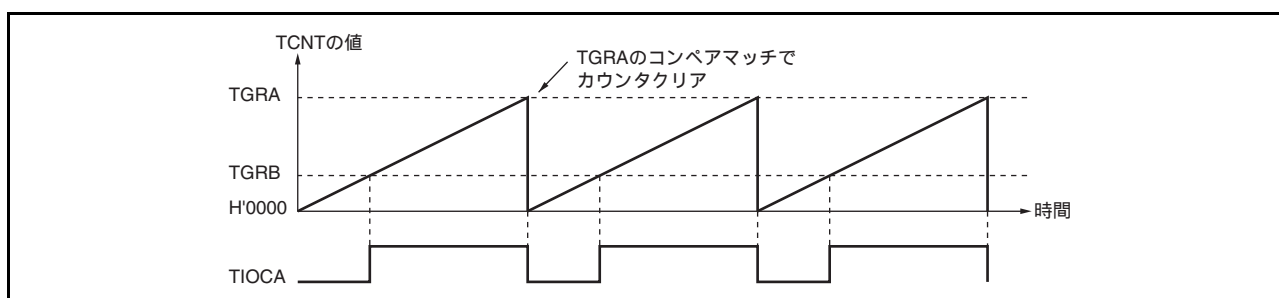 TCNTの値
TGRAのコンペアマッチで
カウンタクリア
TGRA
TGRB
H'0000
時間
TIOCA